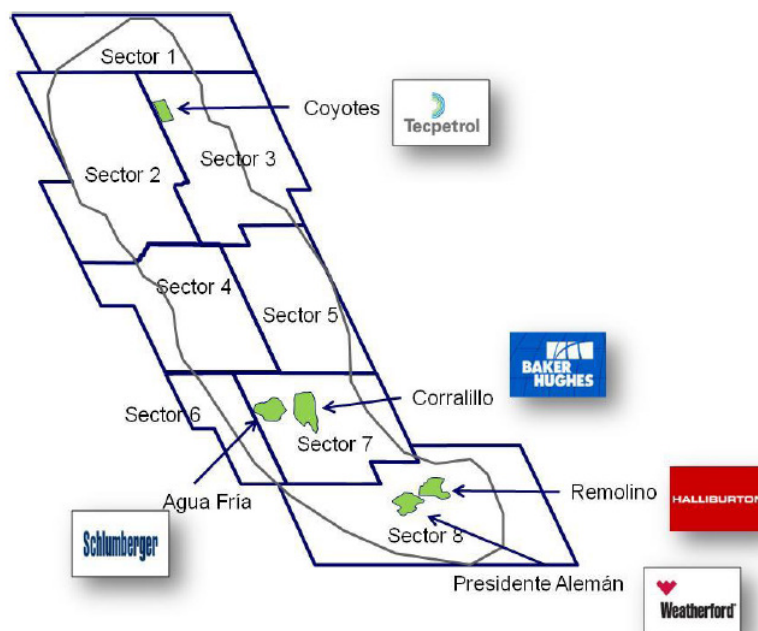 Sector 1
Coyotes
Tecpetrol
Sector 3
Sector 2
Sector 4
Sector 5
BAKER
HUGHES
Corralillo
Sector 6
Sector 7
Agua Fría
Remolino
HALLIBURTON
Schlumberger
Sector 8
Presidente Alemán
Weatherford